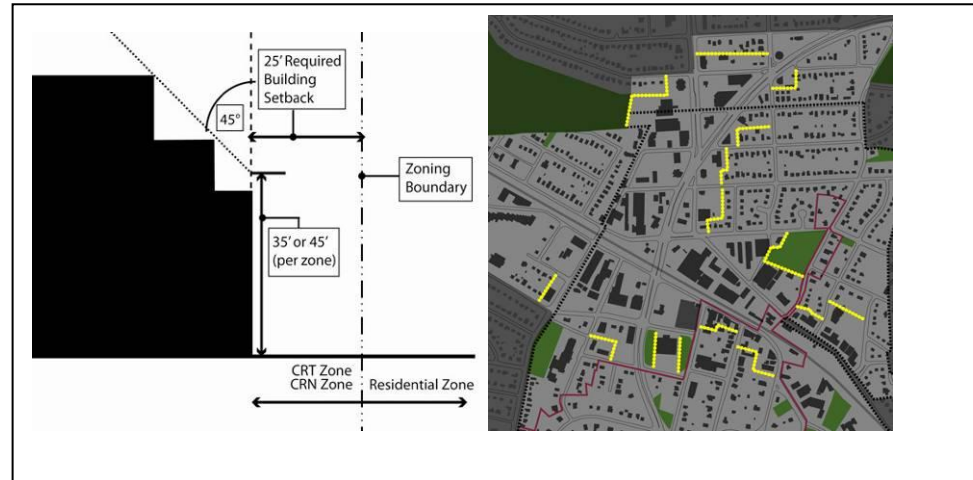 25' Required
Building
Setback
45°
Zoning
Boundary
35' or 45'
(per zone)
CRT Zone
CRN Zone
Residential Zone